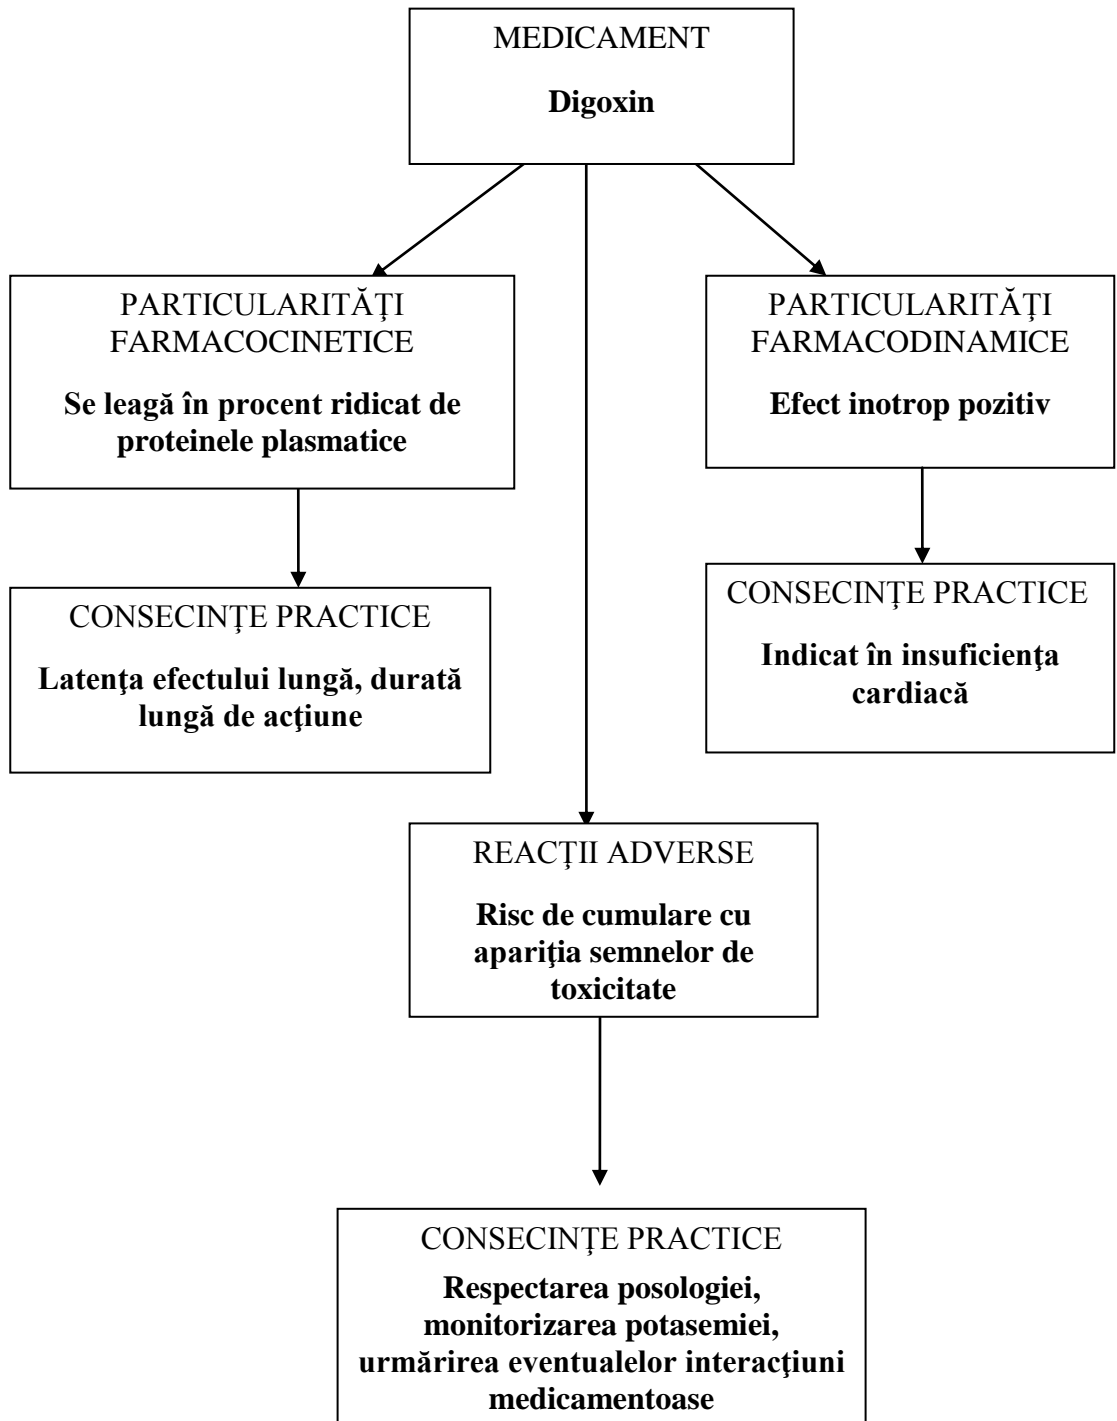 MEDICAMENT
Digoxin
PARTICULARITĂŢI
FARMACOCINETICE
Se leagă în procent ridicat de
proteinele plasmatice
PARTICULARITĂŢI
FARMACODINAMICE
Efect inotrop pozitiv
CONSECINŢE PRACTICE
Latenţa efectului lungă, durată
lungă de acţiune
CONSECINŢE PRACTICE
Indicat în insuficienţa
cardiacă
REACŢII ADVERSE
Risc de cumulare cu
apariţia semnelor de
toxicitate
CONSECINŢE PRACTICE
Respectarea posologiei,
monitorizarea potasemiei,
urmărirea eventualelor interacţiuni
medicamentoase